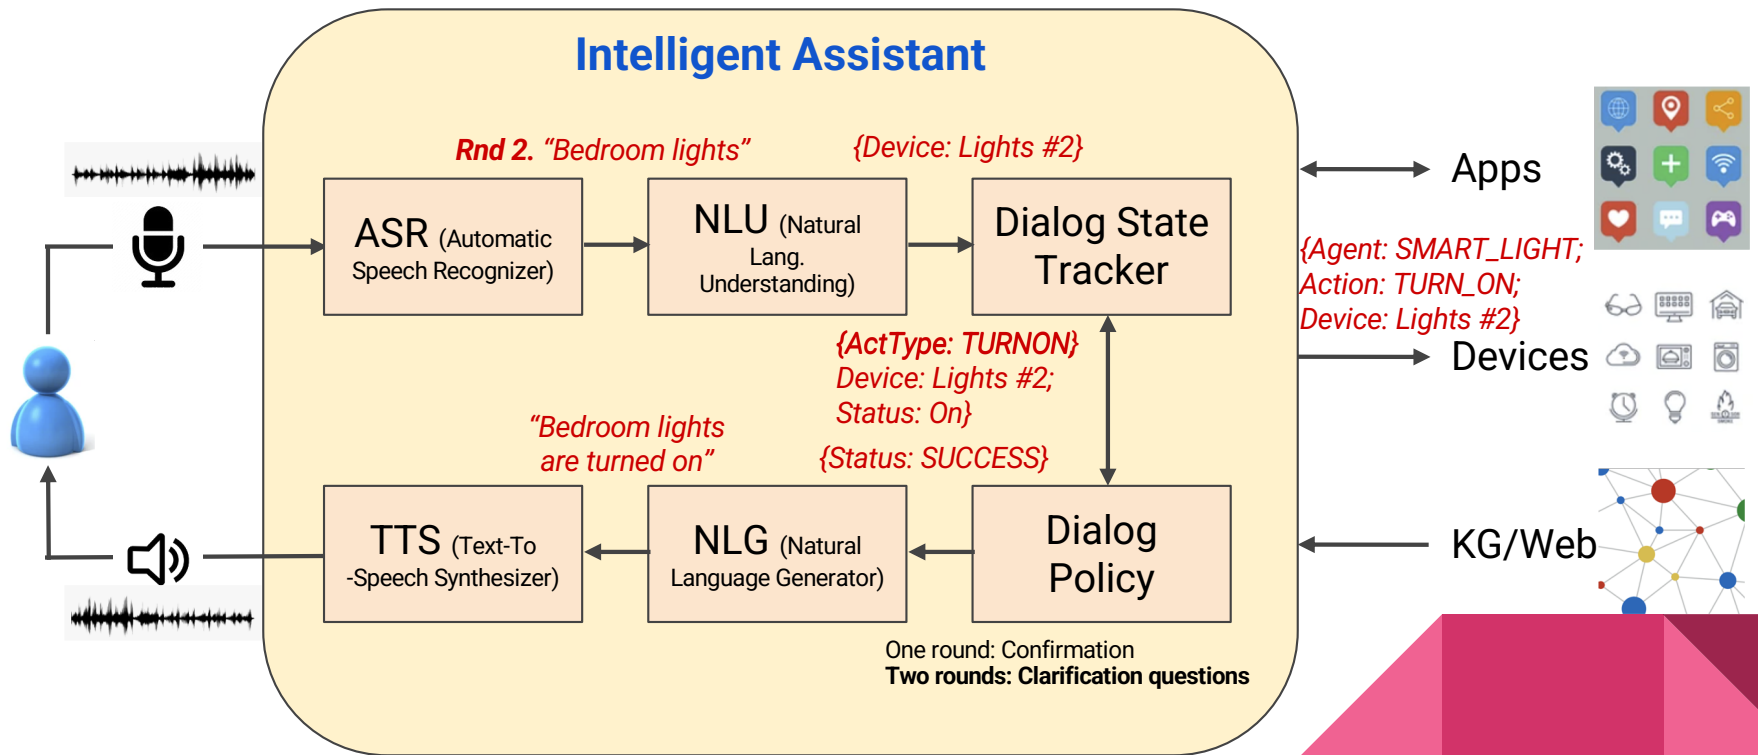 Intelligent Assistant
Rnd 2. “Bedroom lights”
{Device: Lights #2}
ASR (Automatic
Speech Recognizer)
NLU (Natural
Lang.
Understanding)
Dialog State
Tracker
Apps
{Agent: SMART_LIGHT;
Action: TURN_ON;
Device: Lights #2}
Devices
{ActType: TURNON}
Device: Lights #2;
Status: On}
“Bedroom lights
are turned on”
{Status: SUCCESS}
TTS (Text-To
-Speech Synthesizer)
NLG (Natural
Language Generator)
Dialog
Policy
KG/Web
One round: Confirmation
Two rounds: Clarification questions